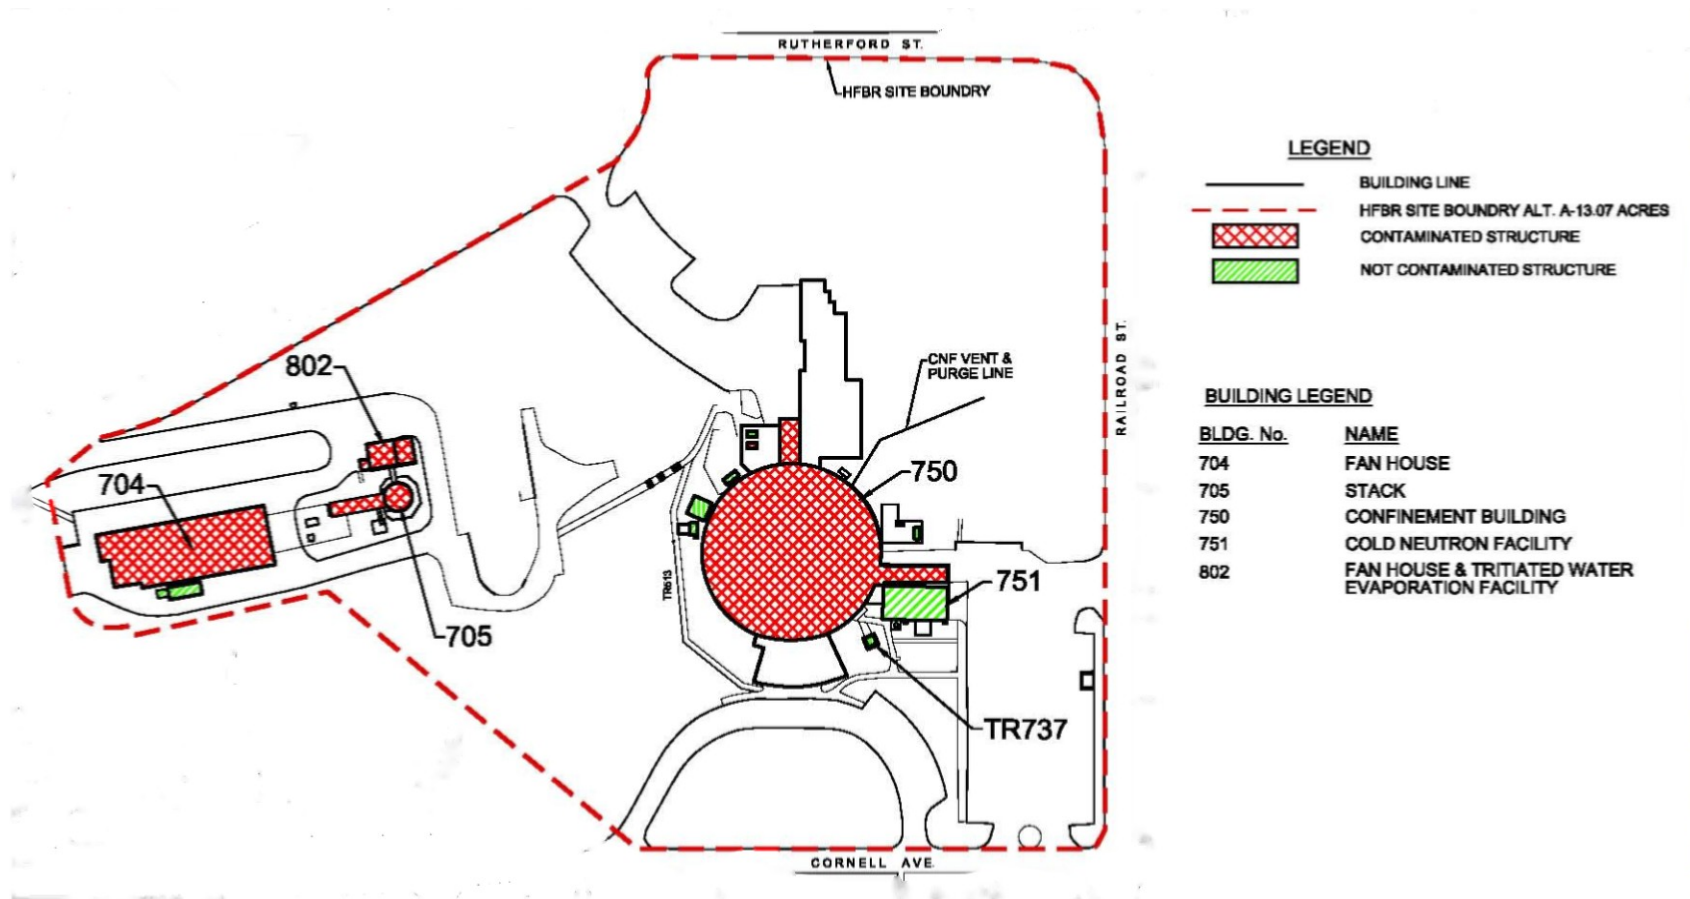 RUTHERFORD ST.
HFBR SITE BOUNDRY
LEGEND
BUILDING LINE
HFBR SITE BOUNDRY ALT. A-13.07 ACRES
CONTAMINATED STRUCTURE
NOT CONTAMINATED STRUCTURE
RAILROAD ST.
CNF VENT &
PURGE LINE
802
704
750
751
705
TR613
TR737
CORNELL AVE.
BUILDING LEGEND
BLDG. No. NAME
704 FAN HOUSE
705 STACK
750 CONFINEMENT BUILDING
751 COLD NEUTRON FACILITY
802 FAN HOUSE & TRITIATED WATER
EVAPORATION FACILITY